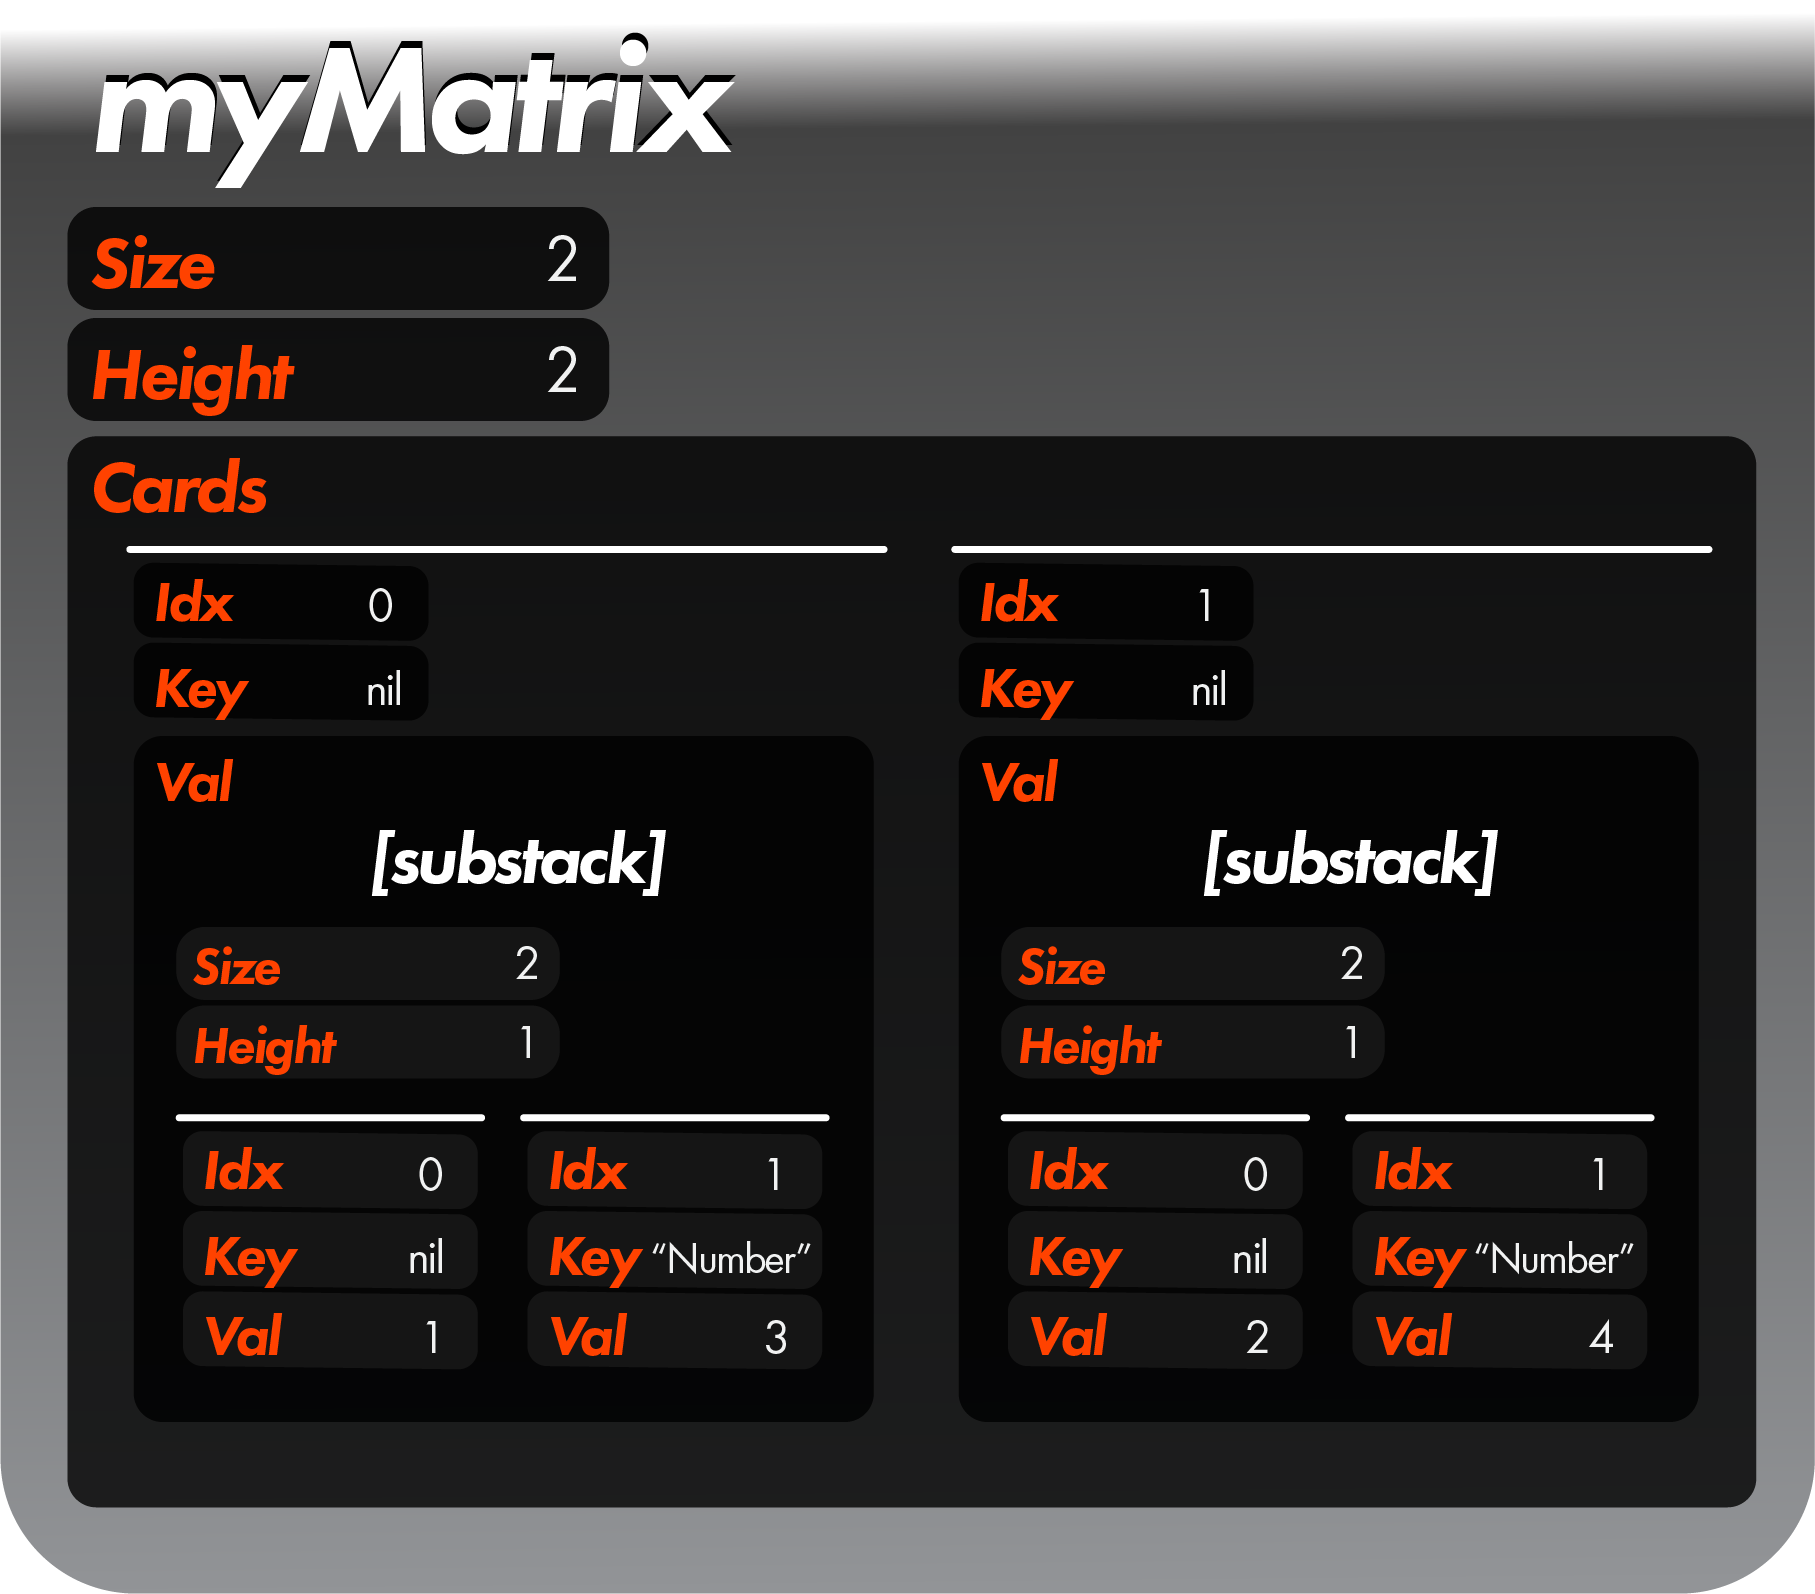 myMatrix
Size 2
Height 2
Cards
Idx 0
Key nil
Val
[substack]
Size 2
Height 1
Idx 0
Key nil
Val 1
Idx 1
Key “Number”
Val 3
Idx 1
Key nil
Val
[substack]
Size 2
Height 1
Idx 0
Key nil
Val 2
Idx 1
Key “Number”
Val 4